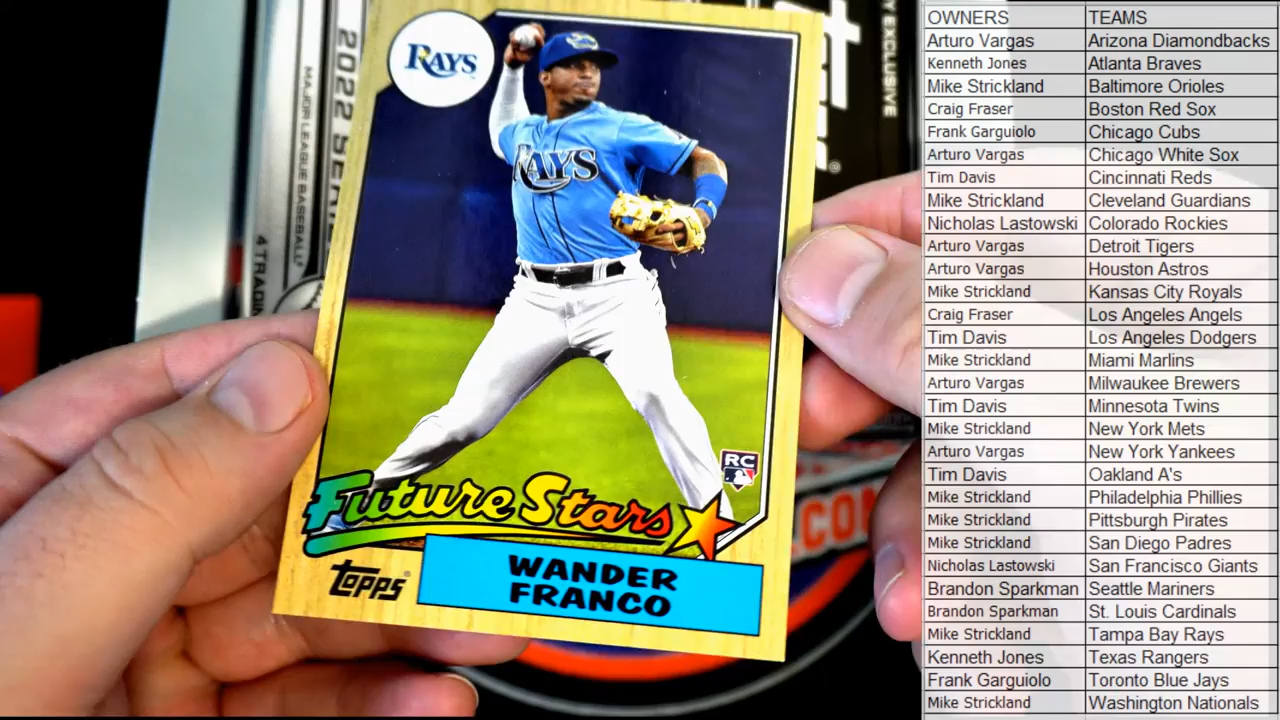 2022 SERIE
MAJOR LEAGUE BASEBALL
4 TRADIN
Y EXCLUSIVE
RAYS
RAYS
RC
Future Stars
topps
WANDER
FRANCO
.COM
OWNERS TEAMS
Arturo Vargas Arizona Diamondbacks
Kenneth Jones Atlanta Braves
Mike Strickland Baltimore Orioles
Craig Fraser Boston Red Sox
Frank Garguiolo Chicago Cubs
Arturo Vargas Chicago White Sox
Tim Davis Cincinnati Reds
Mike Strickland Cleveland Guardians
Nicholas Lastowski Colorado Rockies
Arturo Vargas Detroit Tigers
Arturo Vargas Houston Astros
Mike Strickland Kansas City Royals
Craig Fraser Los Angeles Angels
Tim Davis Los Angeles Dodgers
Mike Strickland Miami Marlins
Arturo Vargas Milwaukee Brewers
Tim Davis Minnesota Twins
Mike Strickland New York Mets
Arturo Vargas New York Yankees
Tim Davis Oakland A's
Mike Strickland Philadelphia Phillies
Mike Strickland Pittsburgh Pirates
Mike Strickland San Diego Padres
Nicholas Lastowski San Francisco Giants
Brandon Sparkman Seattle Mariners
Brandon Sparkman St. Louis Cardinals
Mike Strickland Tampa Bay Rays
Kenneth Jones Texas Rangers
Frank Garguiolo Toronto Blue Jays
Mike Strickland Washington Nationals